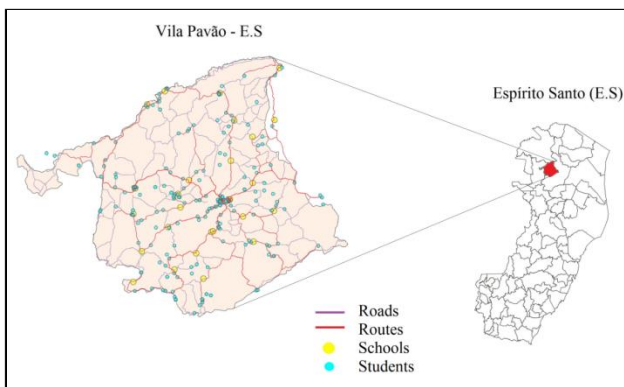 Vila Pavão - E.S
Espírito Santo (E.S)
Roads
Routes
Schools
Students